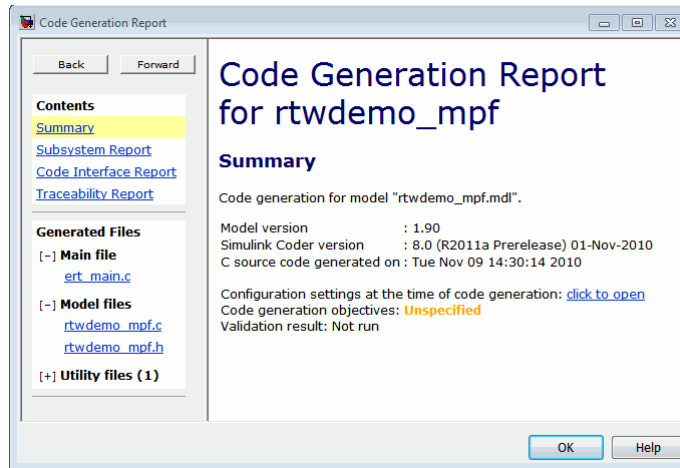 Code Generation Report
Back Forward
Contents
Summary
Subsystem Report
Code Interface Report
Traceability Report
Generated Files
[-] Main file
ert_main.c
[-] Model files
rtwdemo_mpf.c
rtwdemo_mpf.h
[+] Utility files (1)
Code Generation Report
for rtwdemo_mpf
Summary
Code generation for model "rtwdemo_mpf.mdl".
Model version : 1.90
Simulink Coder version : 8.0 (R2011a Prerelease) 01-Nov-2010
C source code generated on : Tue Nov 09 14:30:14 2010
Configuration settings at the time of code generation: click to open
Code generation objectives: Unspecified
Validation result: Not run
OK Help